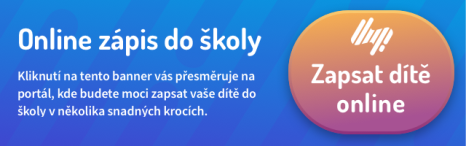 Online zápis do školy
Kliknutí na tento banner vás přesměruje na
portál, kde budete moci zapsat vaše dítě do
školy v několika snadných krocích.
Zapsat dítě
online